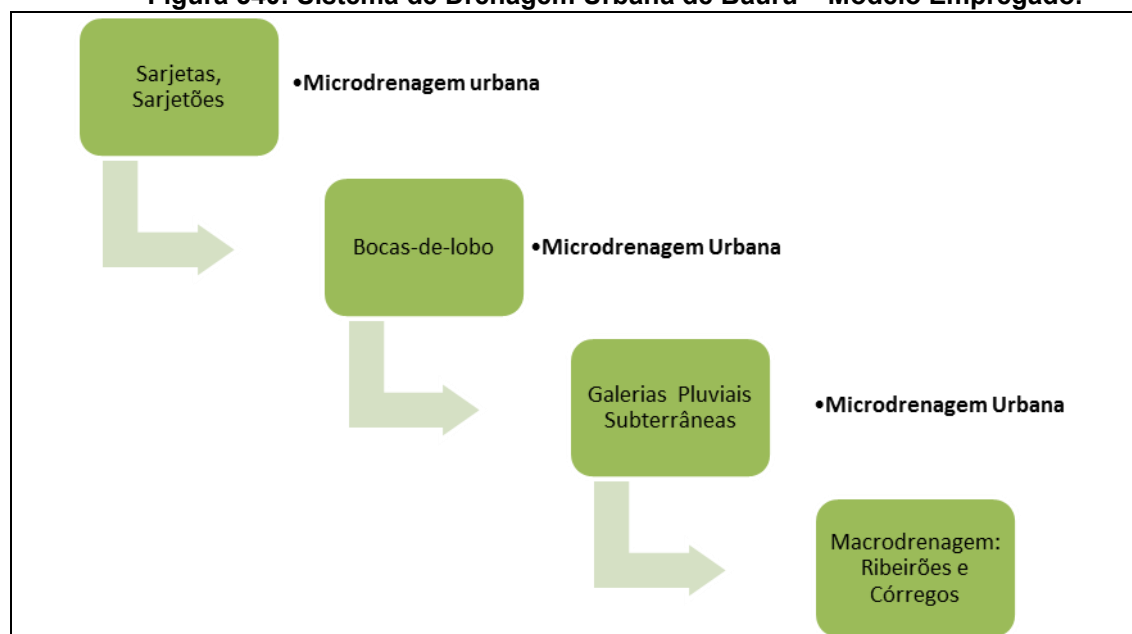 Figura 640: Sistema de Drenagem Urbana de Bauru – Modelo Empregado.
Sarjetas,
Sarjetões
•Microdrenagem urbana
Bocas-de-lobo
•Microdrenagem Urbana
Galerias Pluviais
Subterrâneas
•Microdrenagem Urbana
Macrodrenagem:
Ribeirões e
Córregos